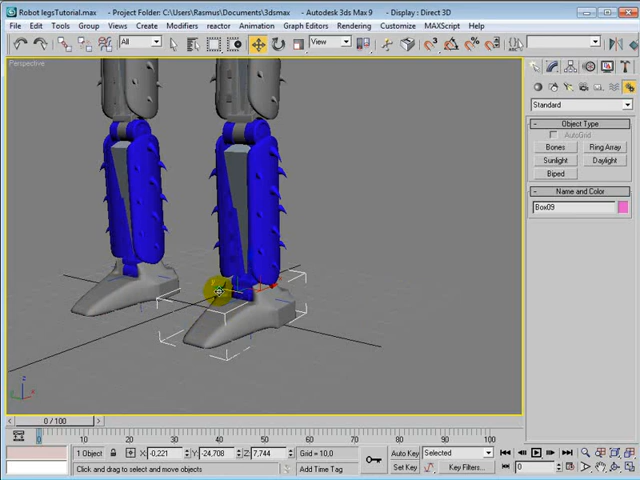 Robot legsTutorial.max - Project Folder: C:\Users\Rasmus\Documents\3dsmax - Autodesk 3ds Max 9 - Display : Direct 3D
File Edit Tools Group Views Create Modifiers reactor Animation Graph Editors Rendering Customize MAXScript Help
All View
Perspective
Standard
- Object Type
AutoGrid
Bones Ring Array
Sunlight Daylight
Biped
- Name and Color
Box09
0 / 100
0 10 20 30 40 50 60 70 80 90 100
1 Object X: -0,221 Y: -24,708 Z: 7,744 Grid = 10,0 Auto Key Selected
Click and drag to select and move objects Add Time Tag Set Key Key Filters... 0